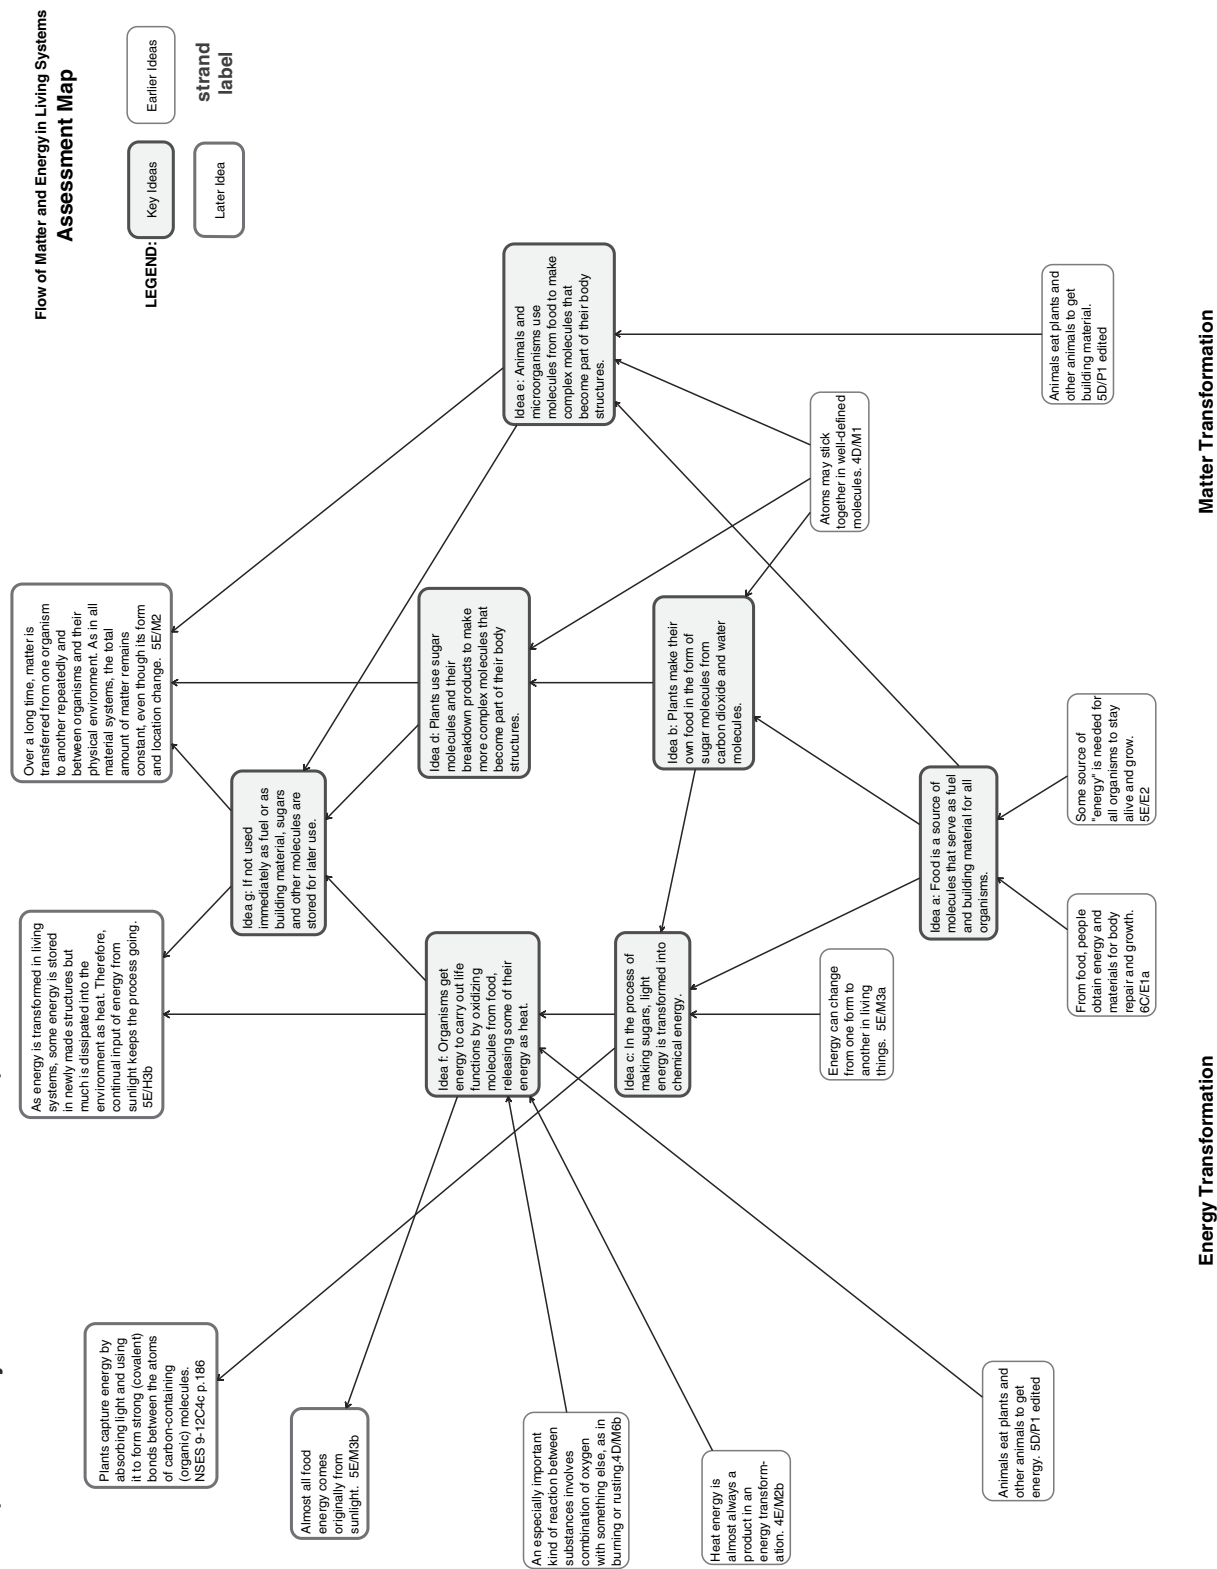 Flow of Matter and Energy in Living Systems
Assessment Map
LEGEND:
Key Ideas
Earlier Ideas
Later Idea
strand
label
Plants capture energy by
absorbing light and using
it to form strong (covalent)
bonds between the atoms
of carbon-containing
(organic) molecules.
NSES 9-12C4c p.186
As energy is transformed in living
systems, some energy is stored
in newly made structures but
much is dissipated into the
environment as heat. Therefore,
continual input of energy from
sunlight keeps the process going.
5E/H3b
Over a long time, matter is
transferred from one organism
to another repeatedly and
between organisms and their
physical environment. As in all
material systems, the total
amount of matter remains
constant, even though its form
and location change. 5E/M2
Almost all food
energy comes
originally from
sunlight. 5E/M3b
Idea g: If not used
immediately as fuel or as
building material, sugars
and other molecules are
stored for later use.
An especially important
kind of reaction between
substances involves
combination of oxygen
with something else, as in
burning or rusting.4D/M6b
Idea f: Organisms get
energy to carry out life
functions by oxidizing
molecules from food,
releasing some of their
energy as heat.
Idea d: Plants use sugar
molecules and their
breakdown products to make
more complex molecules that
become part of their body
structures.
Idea e: Animals and
microorganisms use
molecules from food to make
complex molecules that
become part of their body
structures.
Heat energy is
almost always a
product in an
energy transform-
ation. 4E/M2b
Idea c: In the process of
making sugars, light
energy is transformed into
chemical energy.
Idea b: Plants make their
own food in the form of
sugar molecules from
carbon dioxide and water
molecules.
Energy can change
from one form to
another in living
things. 5E/M3a
Atoms may stick
together in well-defined
molecules. 4D/M1
Idea a: Food is a source of
molecules that serve as fuel
and building material for all
organisms.
Animals eat plants and
other animals to get
energy. 5D/P1 edited
From food, people
obtain energy and
materials for body
repair and growth.
6C/E1a
Some source of
"energy" is needed for
all organisms to stay
alive and grow.
5E/E2
Animals eat plants and
other animals to get
building material.
5D/P1 edited
Energy Transformation
Matter Transformation